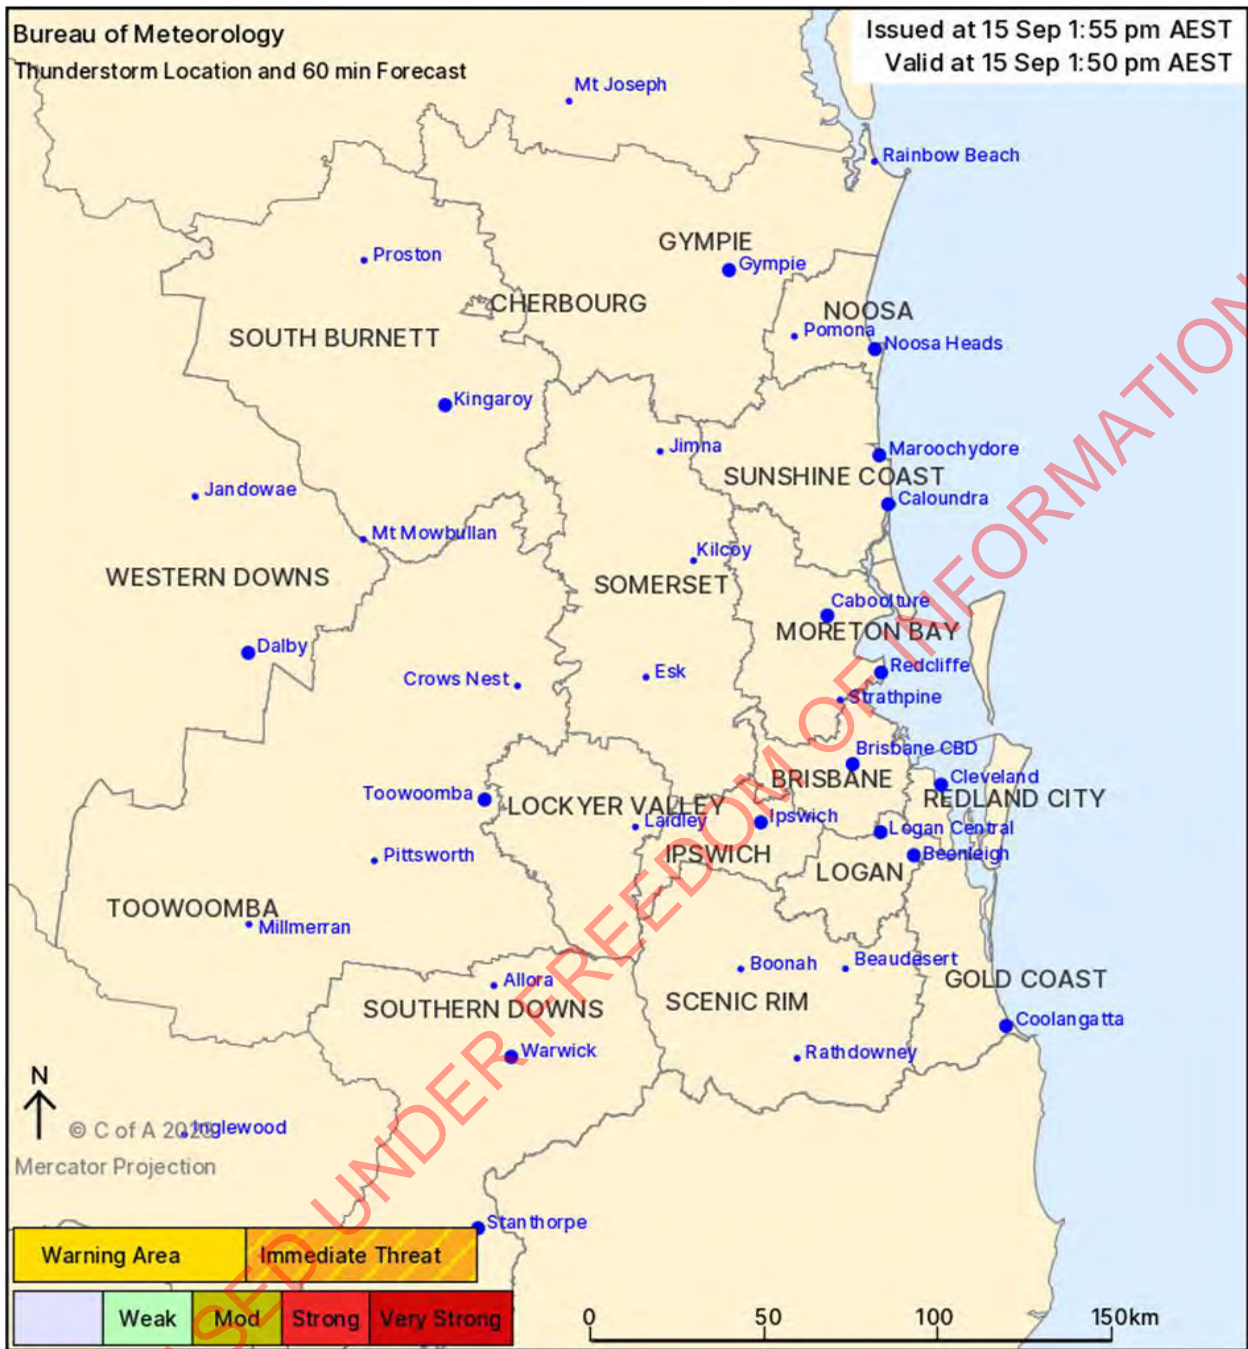 Bureau of Meteorology
Thunderstorm Location and 60 min Forecast
Issued at 15 Sep 1:55 pm AEST
Valid at 15 Sep 1:50 pm AEST
Mt Joseph
Rainbow Beach
GYMPIE
Gympie
Proston
CHERBOURG
NOOSA
SOUTH BURNETT
Pomona
Noosa Heads
Kingaroy
Jimna
Maroochydore
SUNSHINE COAST
Jandowae
Caloundra
Mt Mowbullan
Kilcoy
WESTERN DOWNS
SOMERSET
Caboolture
MORETON BAY
Dalby
Redcliffe
Crows Nest
Esk
Strathpine
Brisbane CBD
BRISBANE
Cleveland
Toowoomba
LOCKYER VALLEY
REDLAND CITY
Laidley
Ipswich
Logan Central
Pittsworth
IPSWICH
Beenleigh
LOGAN
TOOWOOMBA
Millmerran
Boonah
Beaudesert
Allora
GOLD COAST
SOUTHERN DOWNS
SCENIC RIM
Coolangatta
Warwick
Rathdowney
N
© C of A 202
Inglewood
Mercator Projection
Stanthorpe
Warning Area
Immediate Threat
Weak
Mod
Strong
Very Strong
0
50
100
150km
SED UNDER FREEDOM OF INFORMATION